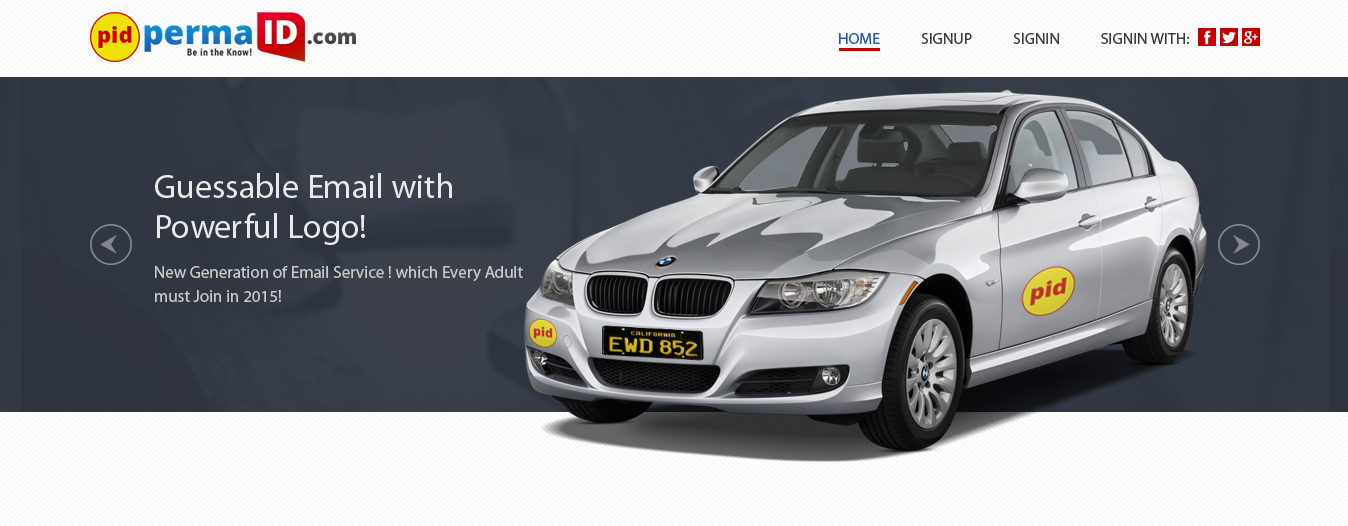 pid permaID.com
Be in the Know!
HOME SIGNUP SIGNIN SIGNIN WITH: f g+
Guessable Email with
Powerful Logo!
New Generation of Email Service ! which Every Adult
must Join in 2015!
pid
pid
CALIFORNIA
EWD 852